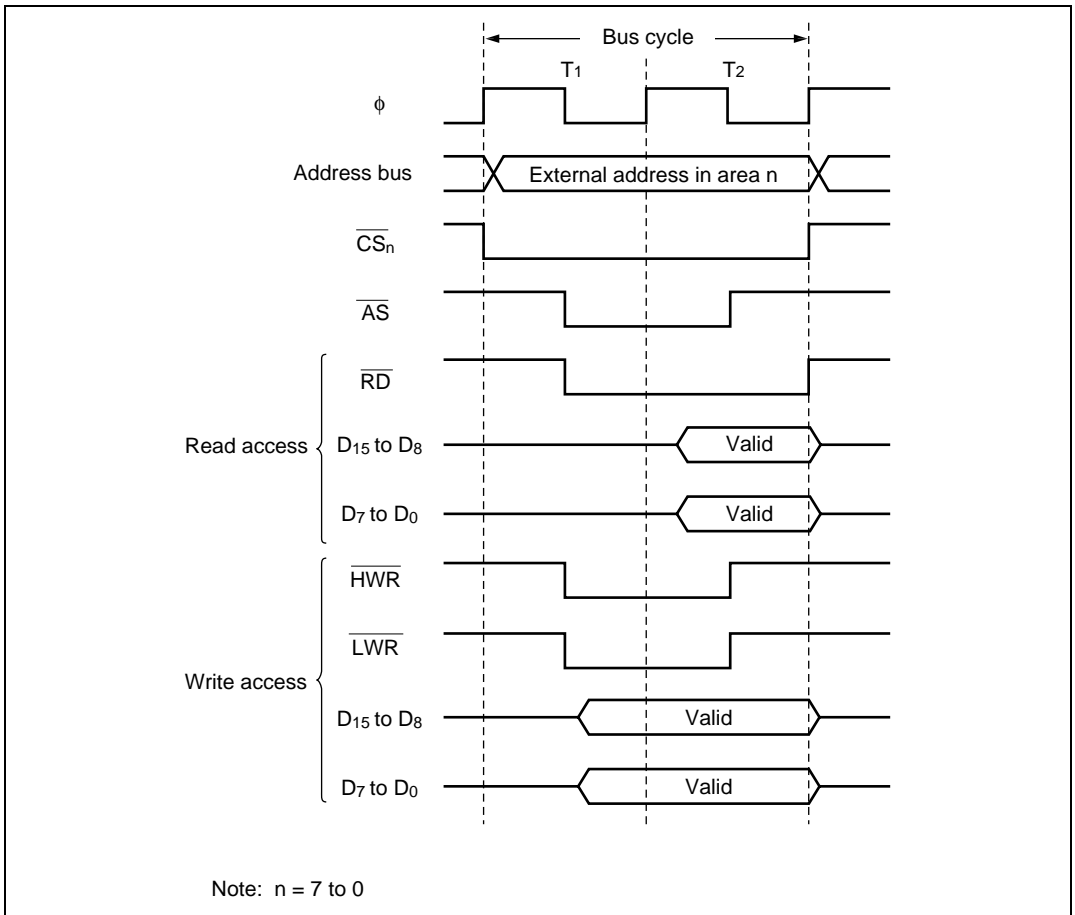 Bus cycle
T1 T2
φ
Address bus External address in area n
CSn
AS
RD
Read access D15 to D8 Valid
D7 to D0 Valid
HWR
LWR
Write access
D15 to D8 Valid
D7 to D0 Valid
Note: n = 7 to 0